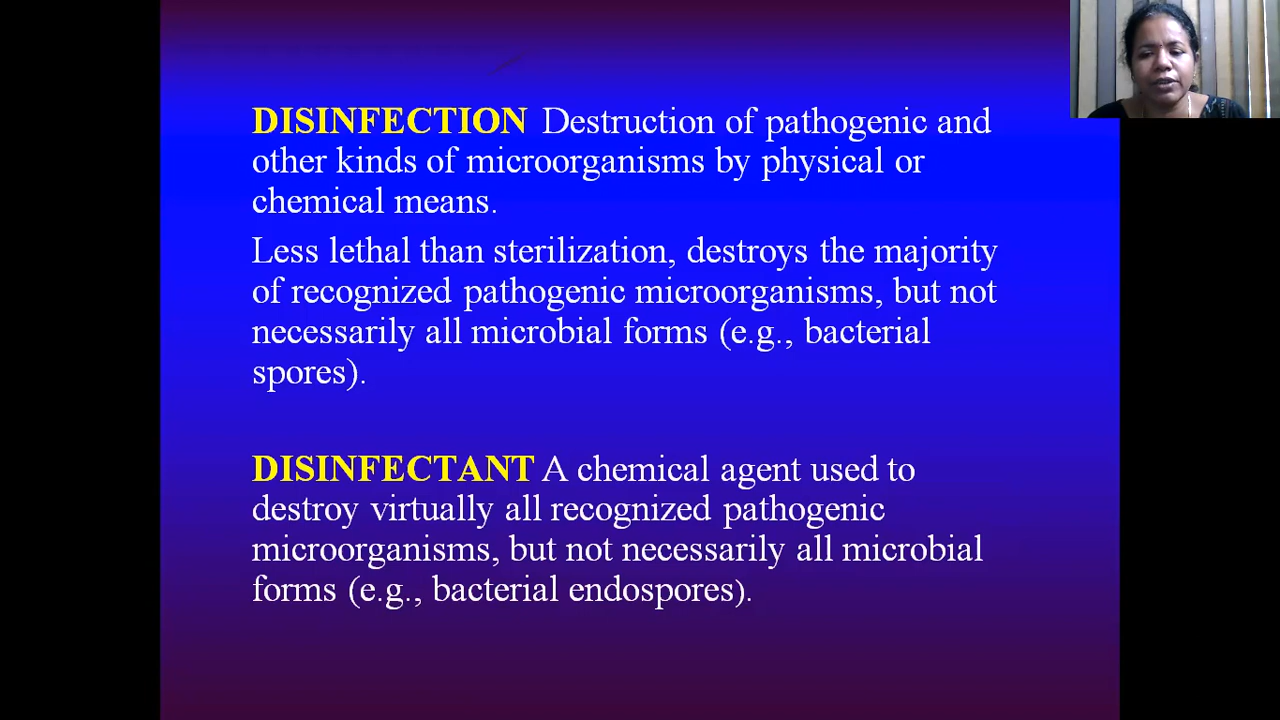 DISINFECTION Destruction of pathogenic and
other kinds of microorganisms by physical or
chemical means.
Less lethal than sterilization, destroys the majority
of recognized pathogenic microorganisms, but not
necessarily all microbial forms (e.g., bacterial
spores).
DISINFECTANT A chemical agent used to
destroy virtually all recognized pathogenic
microorganisms, but not necessarily all microbial
forms (e.g., bacterial endospores).